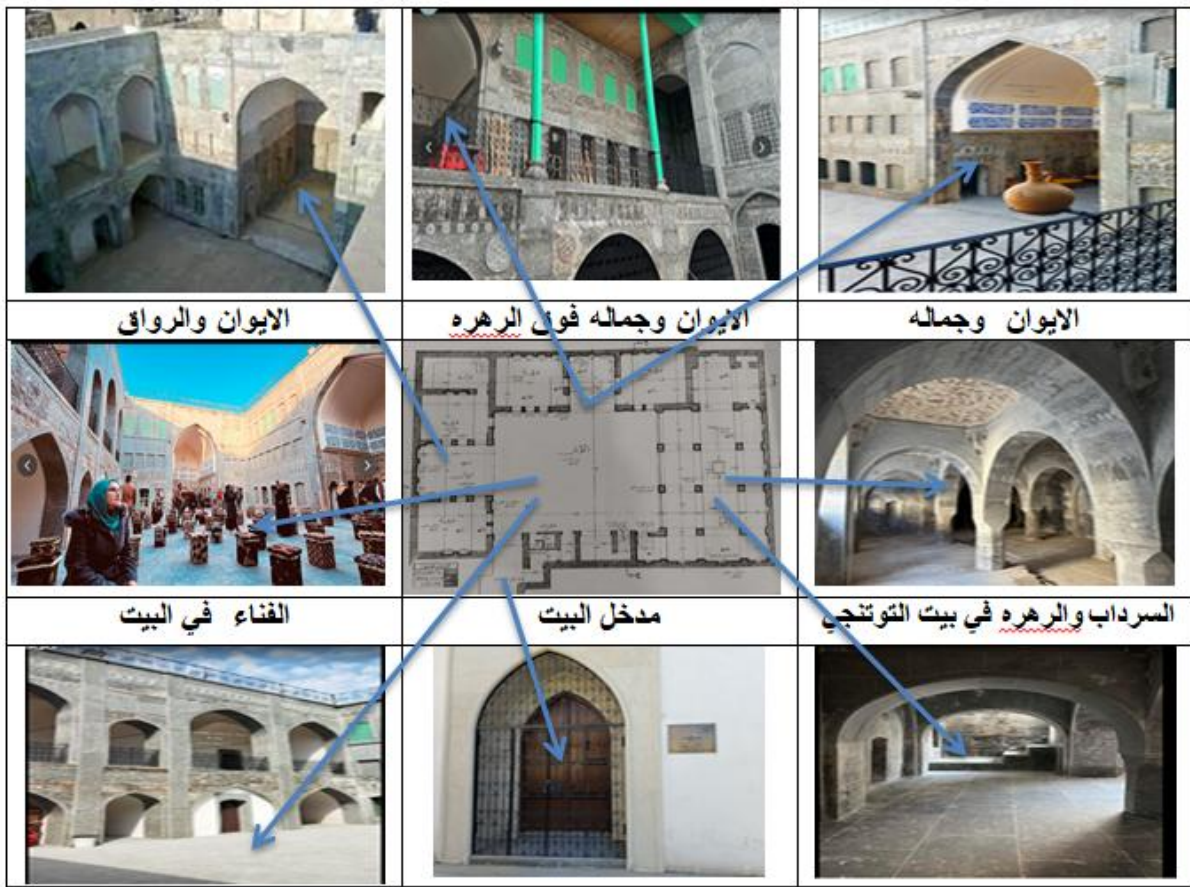 الايوان وجماله
الايوان وجماله فوق الرهره
الايوان والرواق
السرداب والرهره في بيت التوتنجي
مدخل البيت
الفناء في البيت